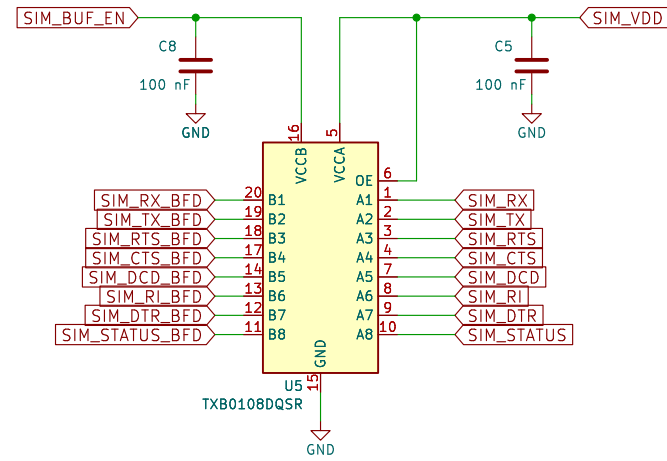 SIM_BUF_EN
SIM_VDD
C8
100 nF
GND
C5
100 nF
GND
16
5
VCCB
VCCA
OE
6
SIM_RX_BFD
20
B1
A1
1
SIM_RX
SIM_TX_BFD
19
B2
A2
2
SIM_TX
SIM_RTS_BFD
18
B3
A3
3
SIM_RTS
SIM_CTS_BFD
17
B4
A4
4
SIM_CTS
SIM_DCD_BFD
14
B5
A5
7
SIM_DCD
SIM_RI_BFD
13
B6
A6
8
SIM_RI
SIM_DTR_BFD
12
B7
A7
9
SIM_DTR
SIM_STATUS_BFD
11
B8
A8
10
SIM_STATUS
GND
15
U5
TXB0108DQSR
GND